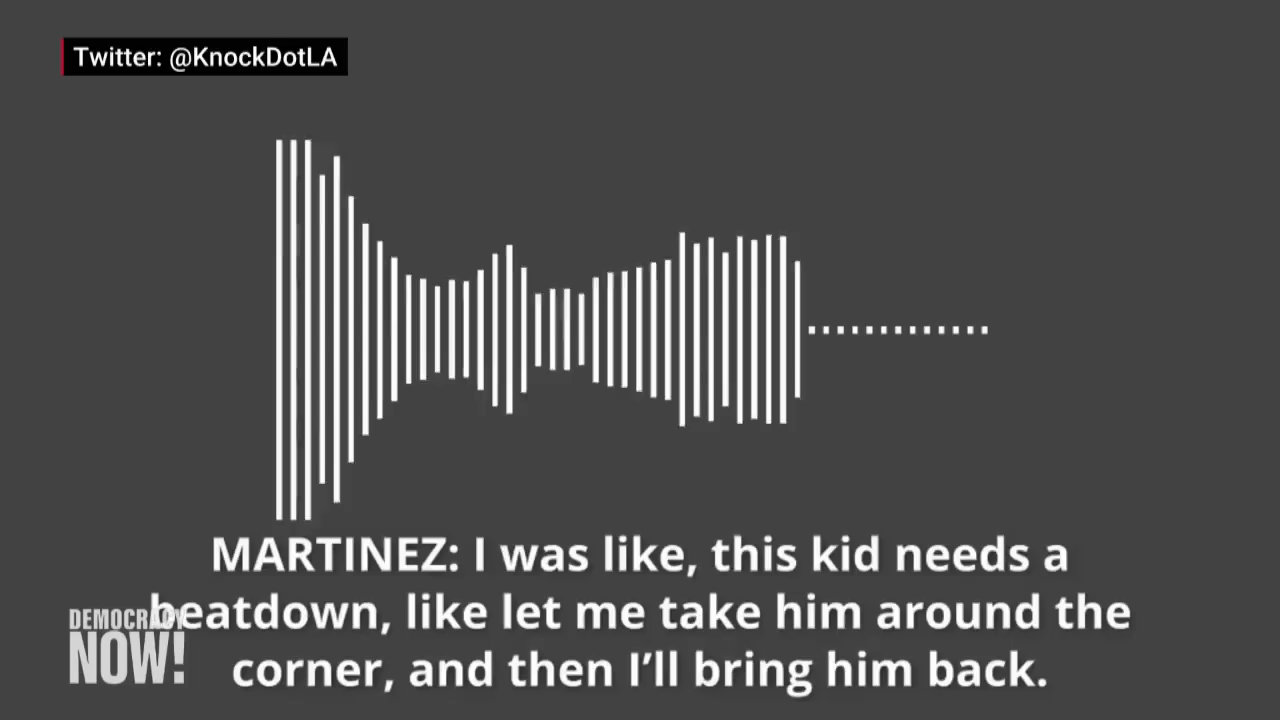 Twitter: @KnockDotLA
MARTINEZ: I was like, this kid needs a
beatdown, like let me take him around the
corner, and then I’ll bring him back.
DEMOCRACY
NOW!